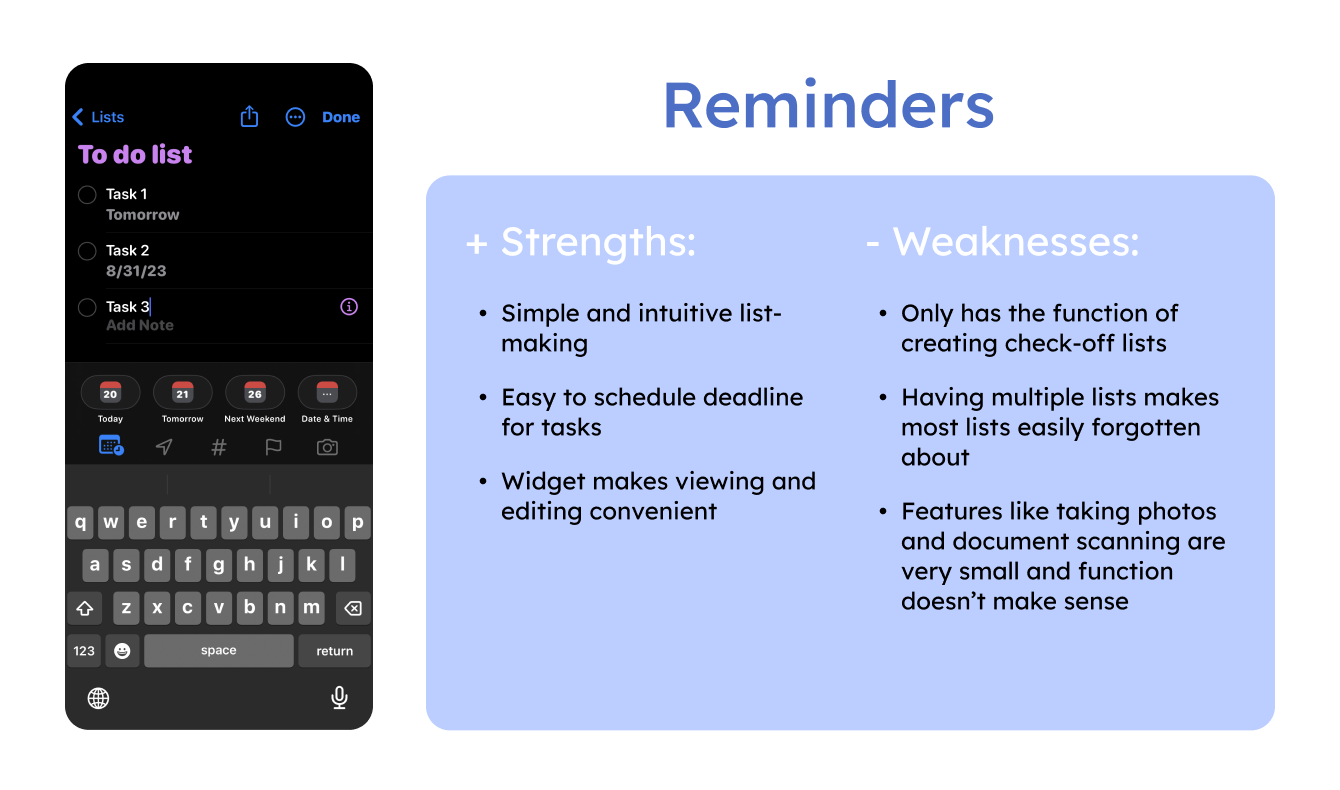 Lists
Done
To do list
Task 1
Tomorrow
Task 2
8/31/23
Task 3
Add Note
20
21
26
Today
Tomorrow
Next Weekend
Date & Time
#
q w e r t y u i o p
a s d f g h j k l
z x c v b n m
123
space
return
Reminders
+ Strengths:
• Simple and intuitive list-
making
• Easy to schedule deadline
for tasks
• Widget makes viewing and
editing convenient
- Weaknesses:
• Only has the function of
creating check-off lists
• Having multiple lists makes
most lists easily forgotten
about
• Features like taking photos
and document scanning are
very small and function
doesn’t make sense